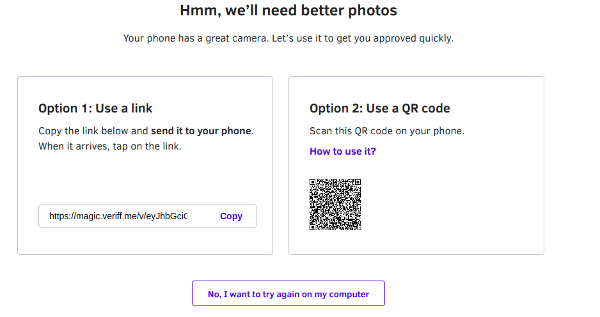 Hmm, we'll need better photos
Your phone has a great camera. Let's use it to get you approved quickly.
Option 1: Use a link
Copy the link below and send it to your phone.
When it arrives, tap on the link.
https://magic.veriff.me/v/eyJhbGci
Copy
Option 2: Use a QR code
Scan this QR code on your phone.
How to use it?
No, I want to try again on my computer